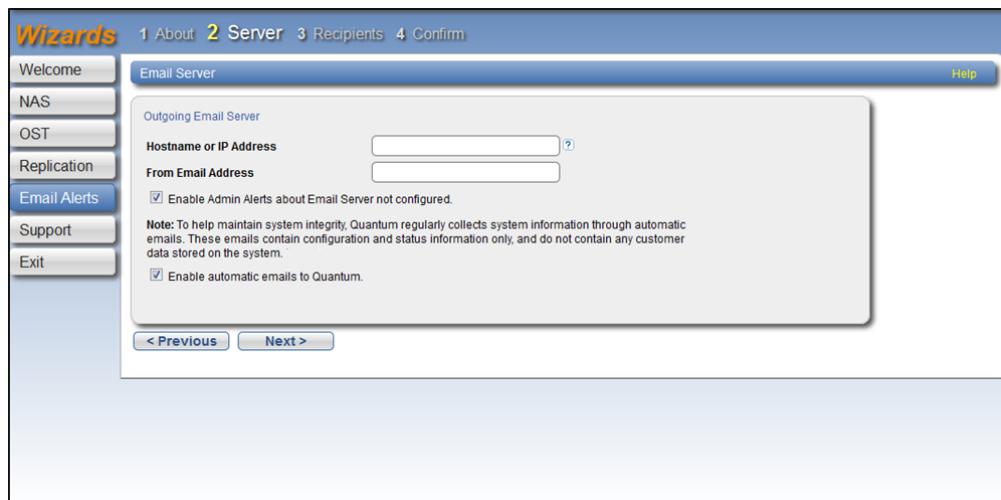 Wizards
1 About 2 Server 3 Recipients 4 Confirm
Welcome
NAS
OST
Replication
Email Alerts
Support
Exit
Email Server
Help
Outgoing Email Server
Hostname or IP Address
?
From Email Address
Enable Admin Alerts about Email Server not configured.
Note: To help maintain system integrity, Quantum regularly collects system information through automatic
emails. These emails contain configuration and status information only, and do not contain any customer
data stored on the system.
Enable automatic emails to Quantum.
< Previous
Next >